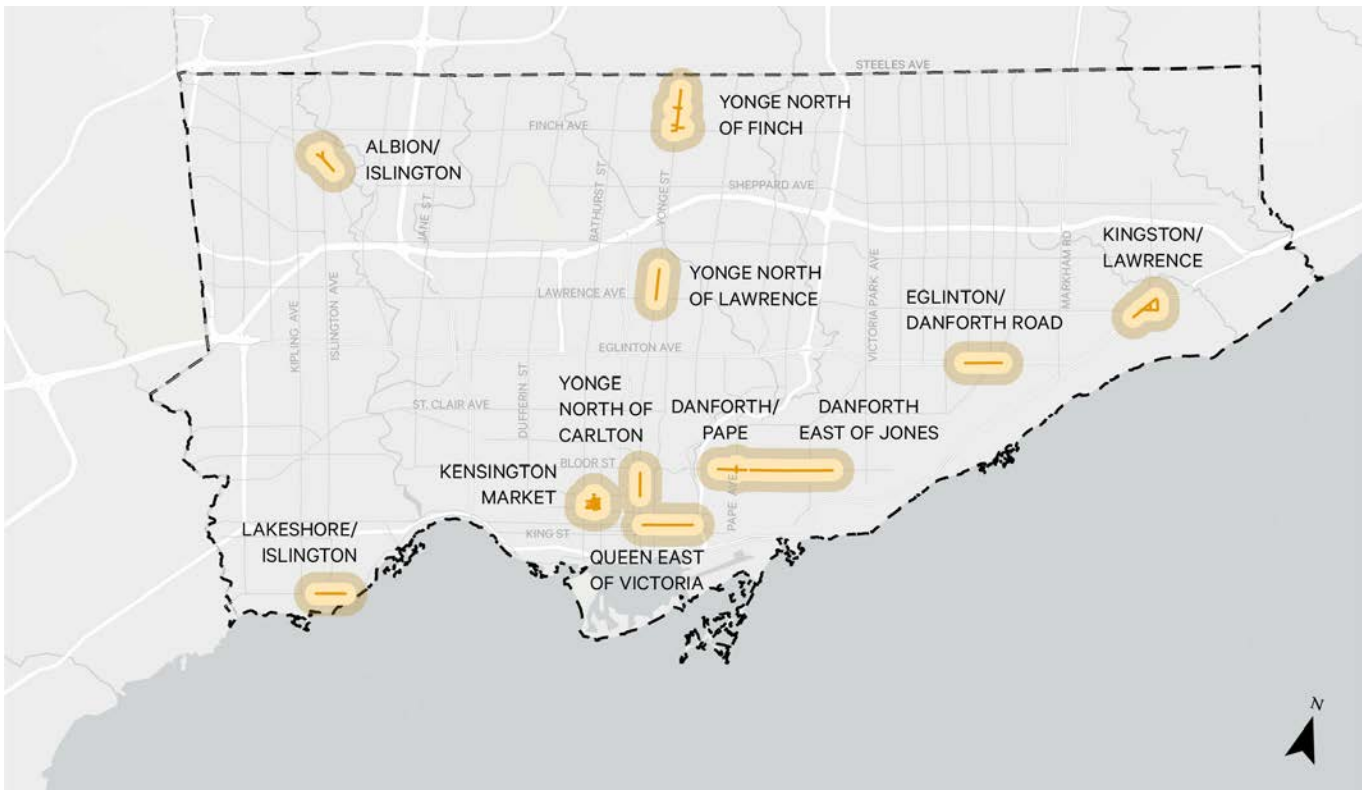 STEELES AVE
YONGE NORTH
OF FINCH
FINCH AVE
ALBION/
ISLINGTON
SHEPPARD AVE
JANE ST
BATHURST ST
YONGE ST
KINGSTON/
LAWRENCE
YONGE NORTH
OF LAWRENCE
LAWRENCE AVE
EGLINTON/
DANFORTH ROAD
VICTORIA PARK AVE
MARKHAM RD
KIPLING AVE
ISLINGTON AVE
EGLINTON AVE
DUFFERIN ST
ST. CLAIR AVE
YONGE
NORTH OF
CARLTON
DANFORTH/
PAPE
DANFORTH
EAST OF JONES
BLOOR ST
KENSINGTON
MARKET
PAPE AVE
KING ST
LAKESHORE/
ISLINGTON
QUEEN EAST
OF VICTORIA
N